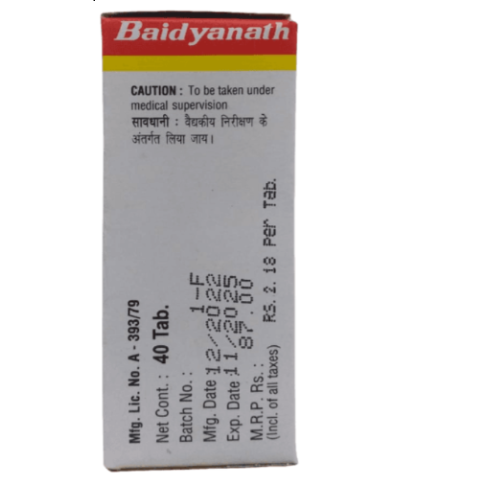 Baidyanath
CAUTION : To be taken under
medical supervision
सावधानी : वैद्यकीय निरीक्षण के
अंतर्गत लिया जाय।
Mfg. Lic. No. A - 393/79
Net Cont. : 40 Tab.
Batch No. : 1-F
Mfg. Date : 12/2022
Exp. Date : 11/2025
M.R.P. Rs. : 87.00
(Incl. of all taxes) Rs. 2. 18 Per Tab.